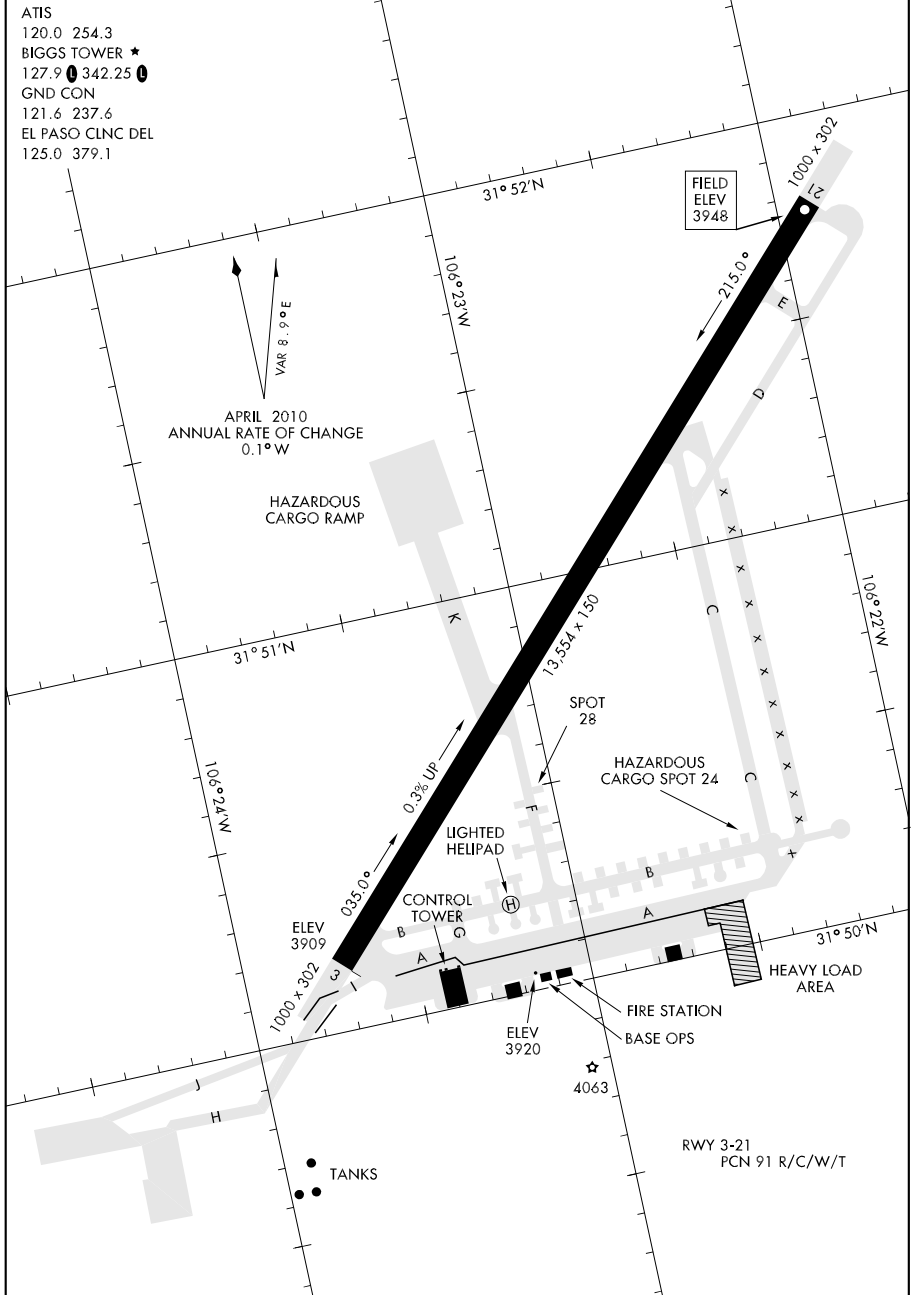 ATIS
120.0 254.3
BIGGS TOWER ★
127.9 Ⓛ 342.25 Ⓛ
GND CON
121.6 237.6
EL PASO CLNC DEL
125.0 379.1
31°52'N
1000 x 302
21
FIELD
ELEV
3948
106°23'W
215.0°
VAR 8.9°E
E
D
APRIL 2010
ANNUAL RATE OF CHANGE
0.1°W
HAZARDOUS
CARGO RAMP
K
C
106°22'W
31°51'N
13,554 x 150
SPOT
28
106°24'W
0.3% UP
HAZARDOUS
CARGO SPOT 24
C
F
LIGHTED
HELIPAD
H
B
035.0°
CONTROL
TOWER
A
B
G
A
ELEV
3909
31°50'N
3
I
1000 x 302
HEAVY LOAD
AREA
FIRE STATION
BASE OPS
ELEV
3920
4063
J
H
RWY 3-21
PCN 91 R/C/W/T
TANKS